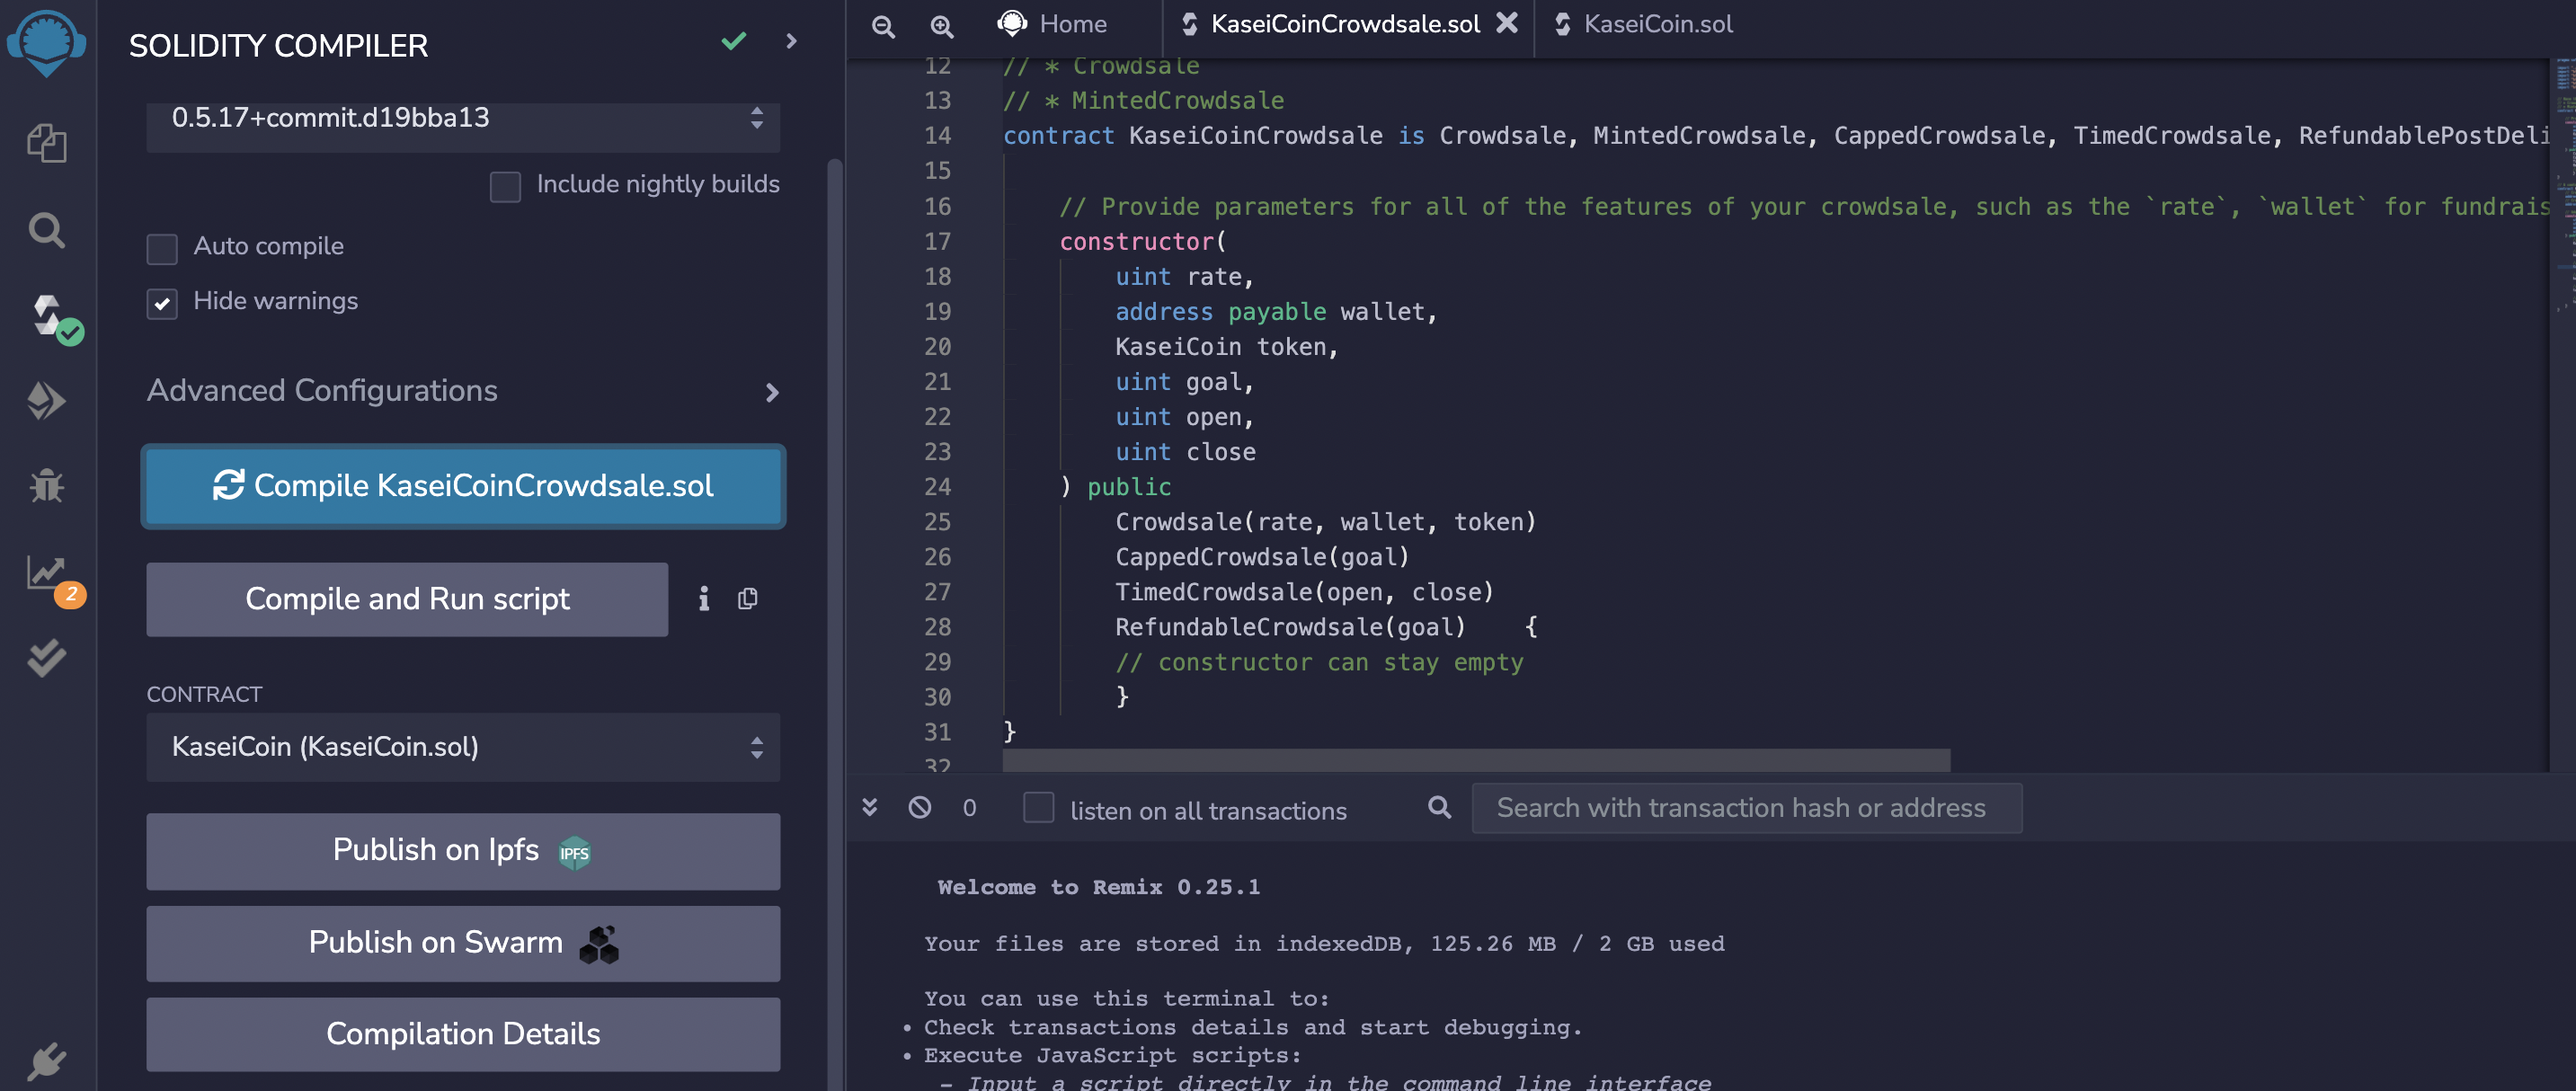 SOLIDITY COMPILER
0.5.17+commit.d19bba13
Include nightly builds
Auto compile
Hide warnings
Advanced Configurations
Compile KaseiCoinCrowdsale.sol
Compile and Run script
2
CONTRACT
KaseiCoin (KaseiCoin.sol)
Publish on Ipfs IPFS
Publish on Swarm
Compilation Details
Home KaseiCoinCrowdsale.sol KaseiCoin.sol
12 // * Crowdsale
13 // * MintedCrowdsale
14 contract KaseiCoinCrowdsale is Crowdsale, MintedCrowdsale, CappedCrowdsale, TimedCrowdsale, RefundablePostDeli
15
16 // Provide parameters for all of the features of your crowdsale, such as the `rate`, `wallet` for fundrais
17 constructor(
18 uint rate,
19 address payable wallet,
20 KaseiCoin token,
21 uint goal,
22 uint open,
23 uint close
24 ) public
25 Crowdsale(rate, wallet, token)
26 CappedCrowdsale(goal)
27 TimedCrowdsale(open, close)
28 RefundableCrowdsale(goal) {
29 // constructor can stay empty
30 }
31 }
32
0 listen on all transactions Search with transaction hash or address
Welcome to Remix 0.25.1
Your files are stored in indexedDB, 125.26 MB / 2 GB used
You can use this terminal to:
• Check transactions details and start debugging.
• Execute JavaScript scripts:
- Input a script directly in the command line interface